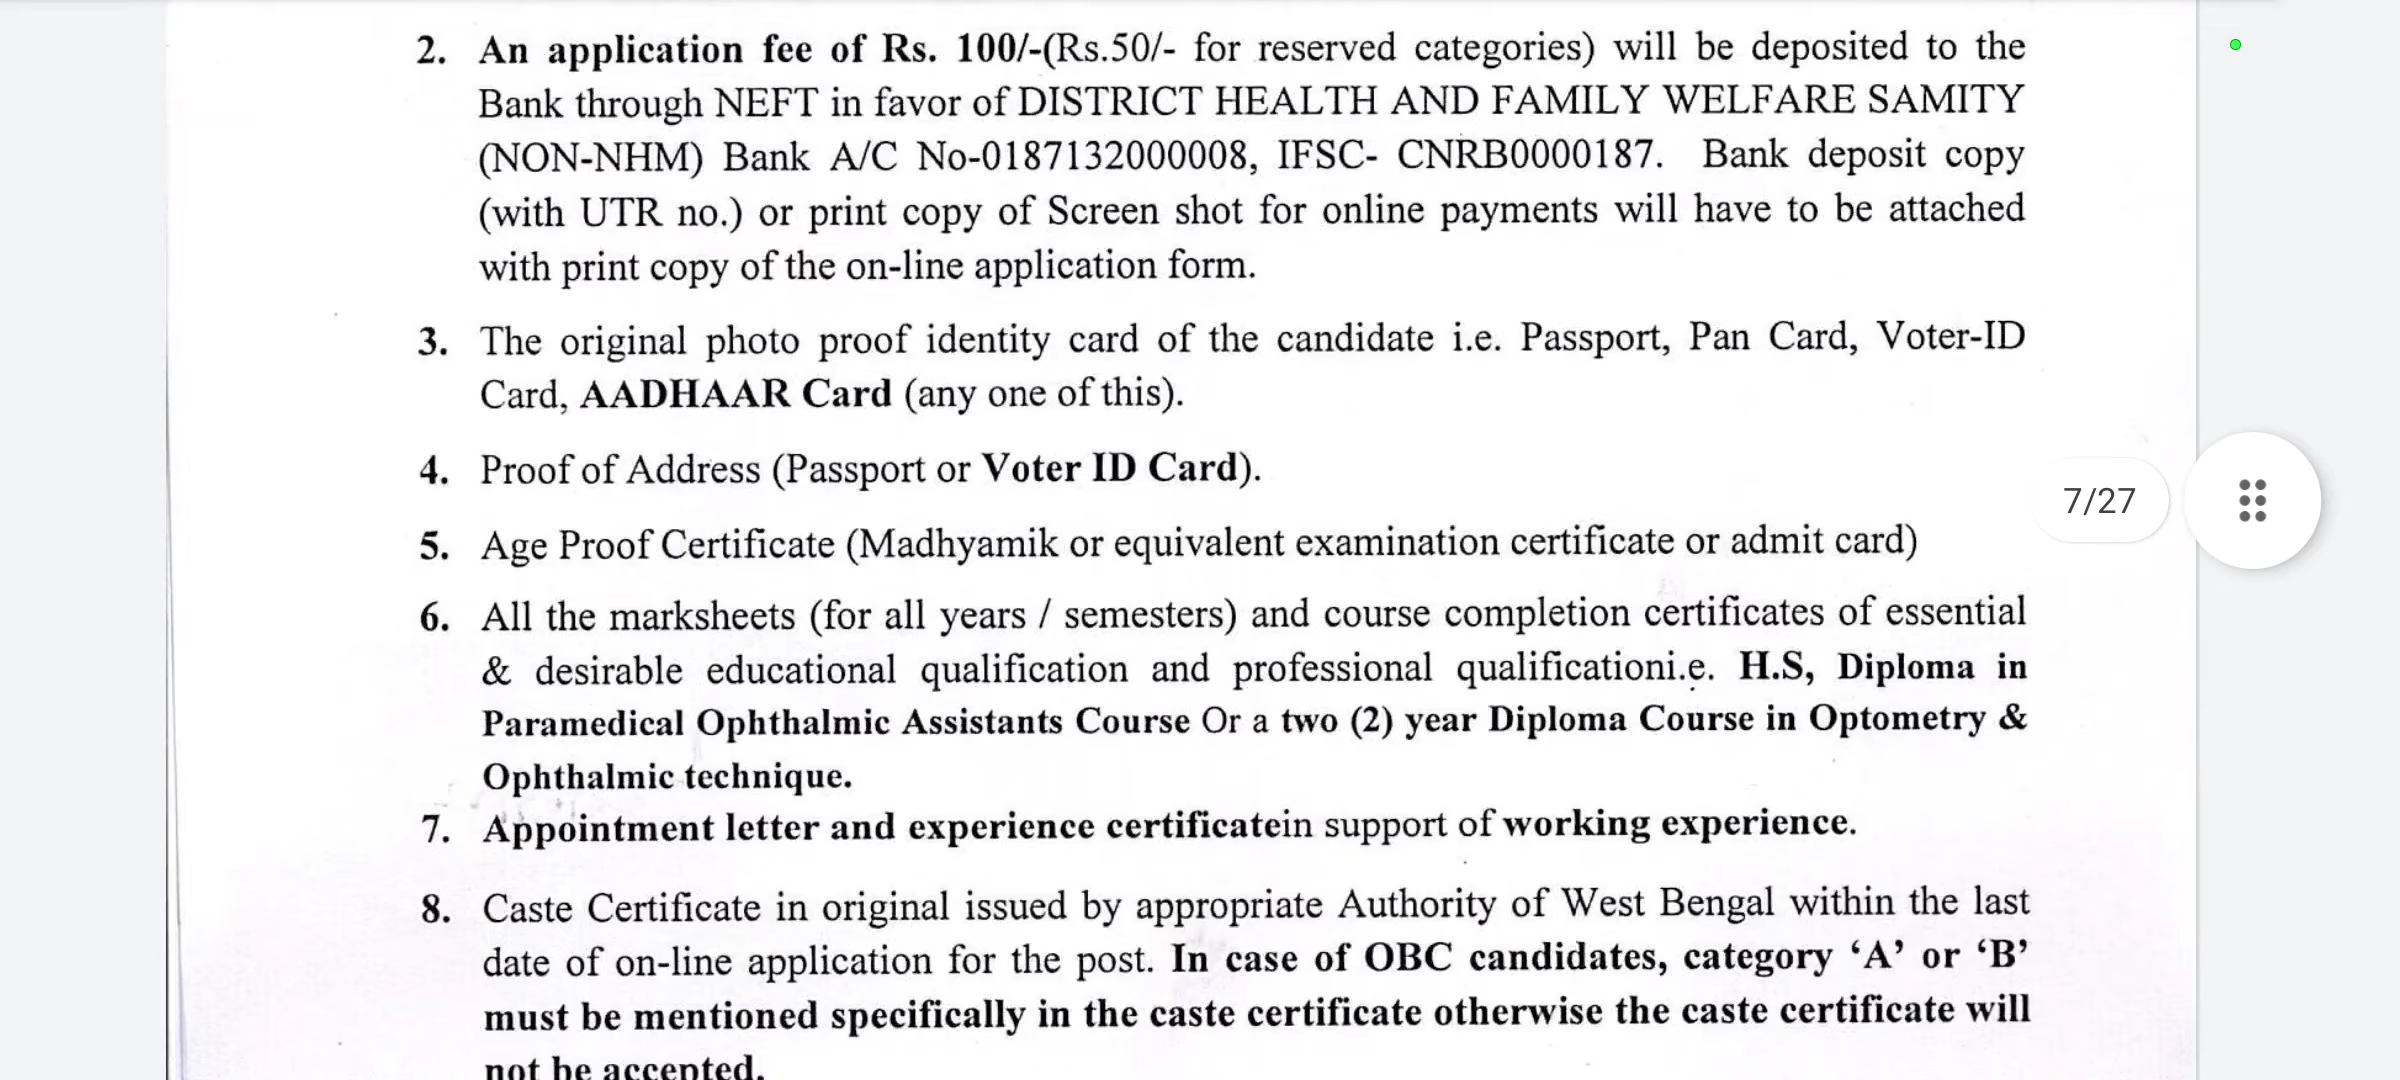 2. An application fee of Rs. 100/-(Rs.50/- for reserved categories) will be deposited to the
Bank through NEFT in favor of DISTRICT HEALTH AND FAMILY WELFARE SAMITY
(NON-NHM) Bank A/C No-0187132000008, IFSC- CNRB0000187. Bank deposit copy
(with UTR no.) or print copy of Screen shot for online payments will have to be attached
with print copy of the on-line application form.
3. The original photo proof identity card of the candidate i.e. Passport, Pan Card, Voter-ID
Card, AADHAAR Card (any one of this).
4. Proof of Address (Passport or Voter ID Card).
7/27
5. Age Proof Certificate (Madhyamik or equivalent examination certificate or admit card)
6. All the marksheets (for all years / semesters) and course completion certificates of essential
& desirable educational qualification and professional qualificationi.e. H.S, Diploma in
Paramedical Ophthalmic Assistants Course Or a two (2) year Diploma Course in Optometry &
Ophthalmic technique.
7. Appointment letter and experience certificatein support of working experience.
8. Caste Certificate in original issued by appropriate Authority of West Bengal within the last
date of on-line application for the post. In case of OBC candidates, category ‘A’ or ‘B’
must be mentioned specifically in the caste certificate otherwise the caste certificate will
not be accepted.